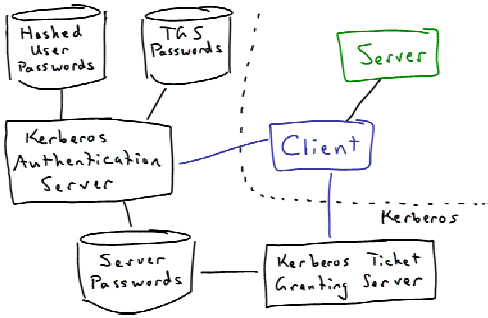 Hashed
User
Passwords
TGS
Passwords
Server
Kerberos
Authentication
Server
Client
Kerberos
Server
Passwords
Kerberos Ticket
Granting Server